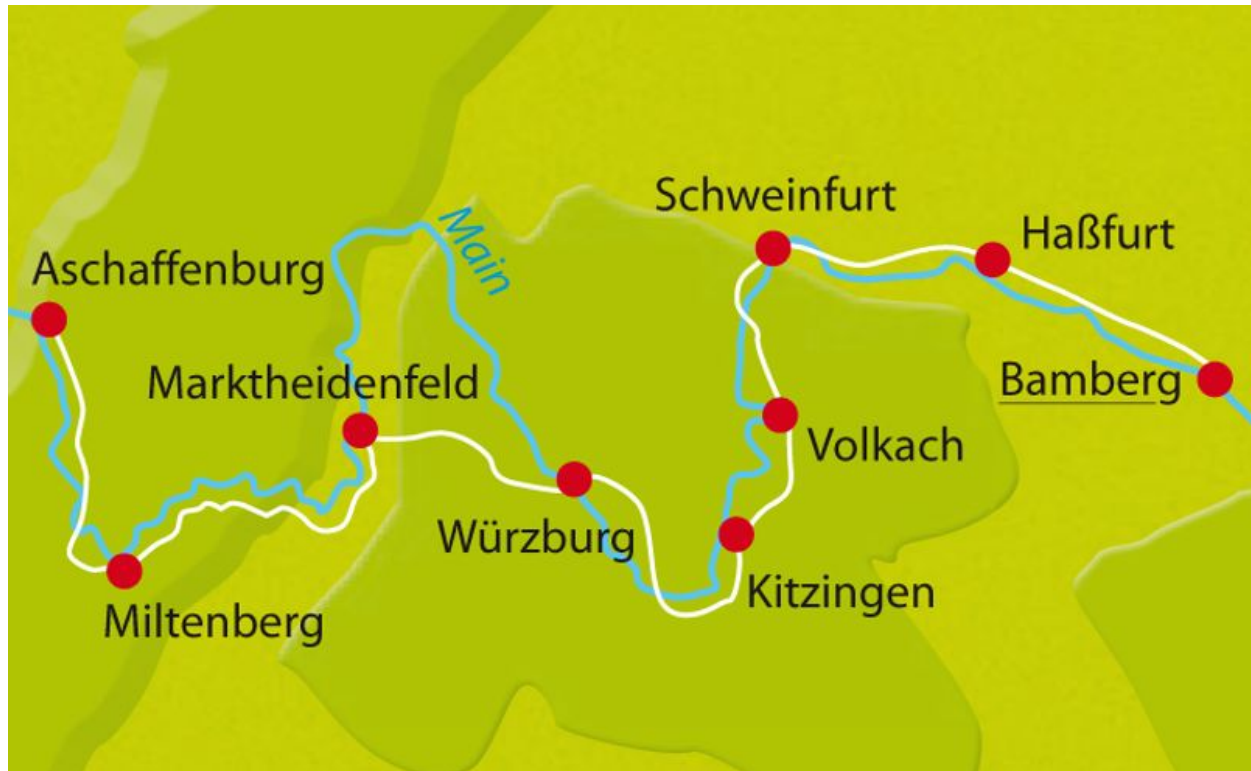 Schweinfurt
Haßfurt
Main
Aschaffenburg
Marktheidenfeld
Bamberg
Volkach
Würzburg
Kitzingen
Miltenberg